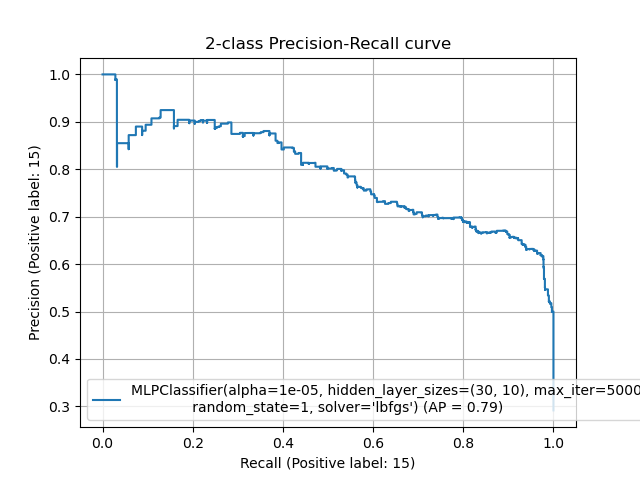 2-class Precision-Recall curve
1.0
0.9
0.8
0.7
0.6
0.5
0.4
0.3
Precision (Positive label: 15)
MLPClassifier(alpha=1e-05, hidden_layer_sizes=(30, 10), max_iter=5000
random_state=1, solver='lbfgs') (AP = 0.79)
0.0 0.2 0.4 0.6 0.8 1.0
Recall (Positive label: 15)